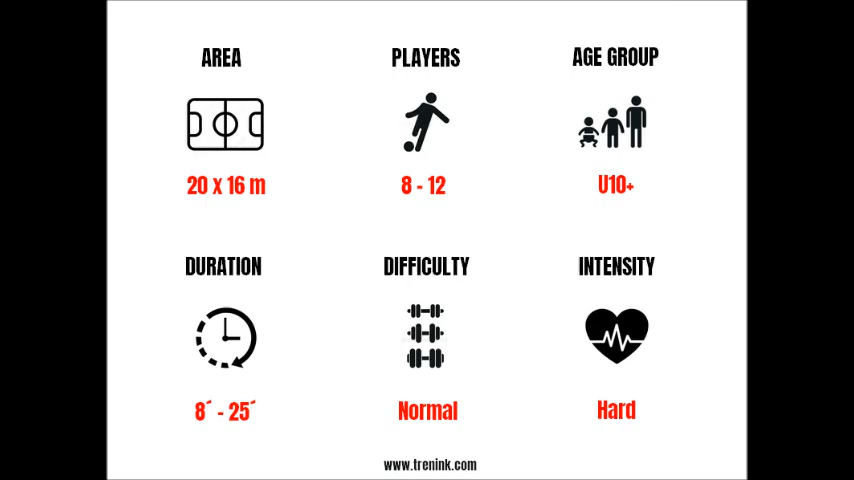 AREA
PLAYERS
AGE GROUP
20 x 16 m
8 - 12
U10+
DURATION
DIFFICULTY
INTENSITY
8´ - 25´
Normal
Hard
www.trenink.com